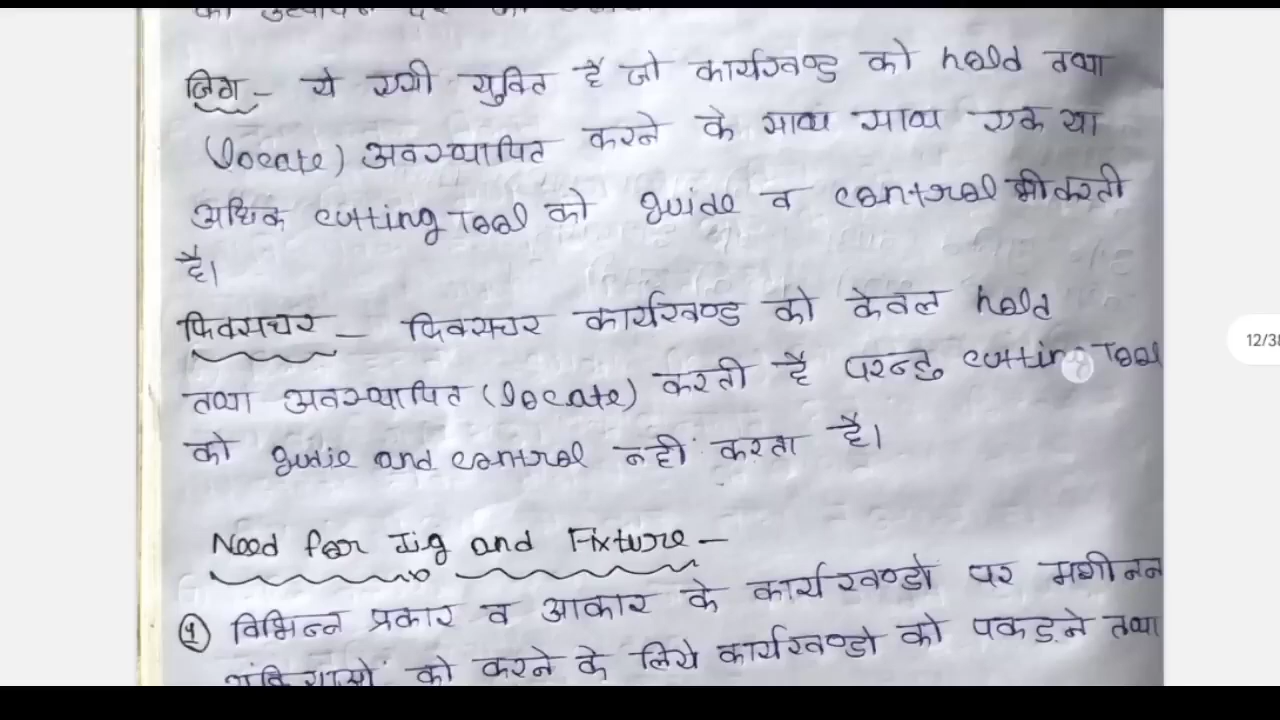 जिग - ये एसी युक्ति है जो कार्यखण्ड को hold तथा
(locate) अवस्थापित करने के साथ साथ एक या
अधिक cutting Tool को guide व control भी करती
है।
फिक्सचर - फिक्सचर कार्यखण्ड को केवल hold
तथा अवस्थापित (locate) करती है परन्तु cutting Tool
को guide and control नही करता है।
Need for Jig and Fixture -
① विभिन्न प्रकार व आकार के कार्यखण्डो पर मशीनन
को करने के लिये कार्यखण्डो को पकडने तथा
12/38